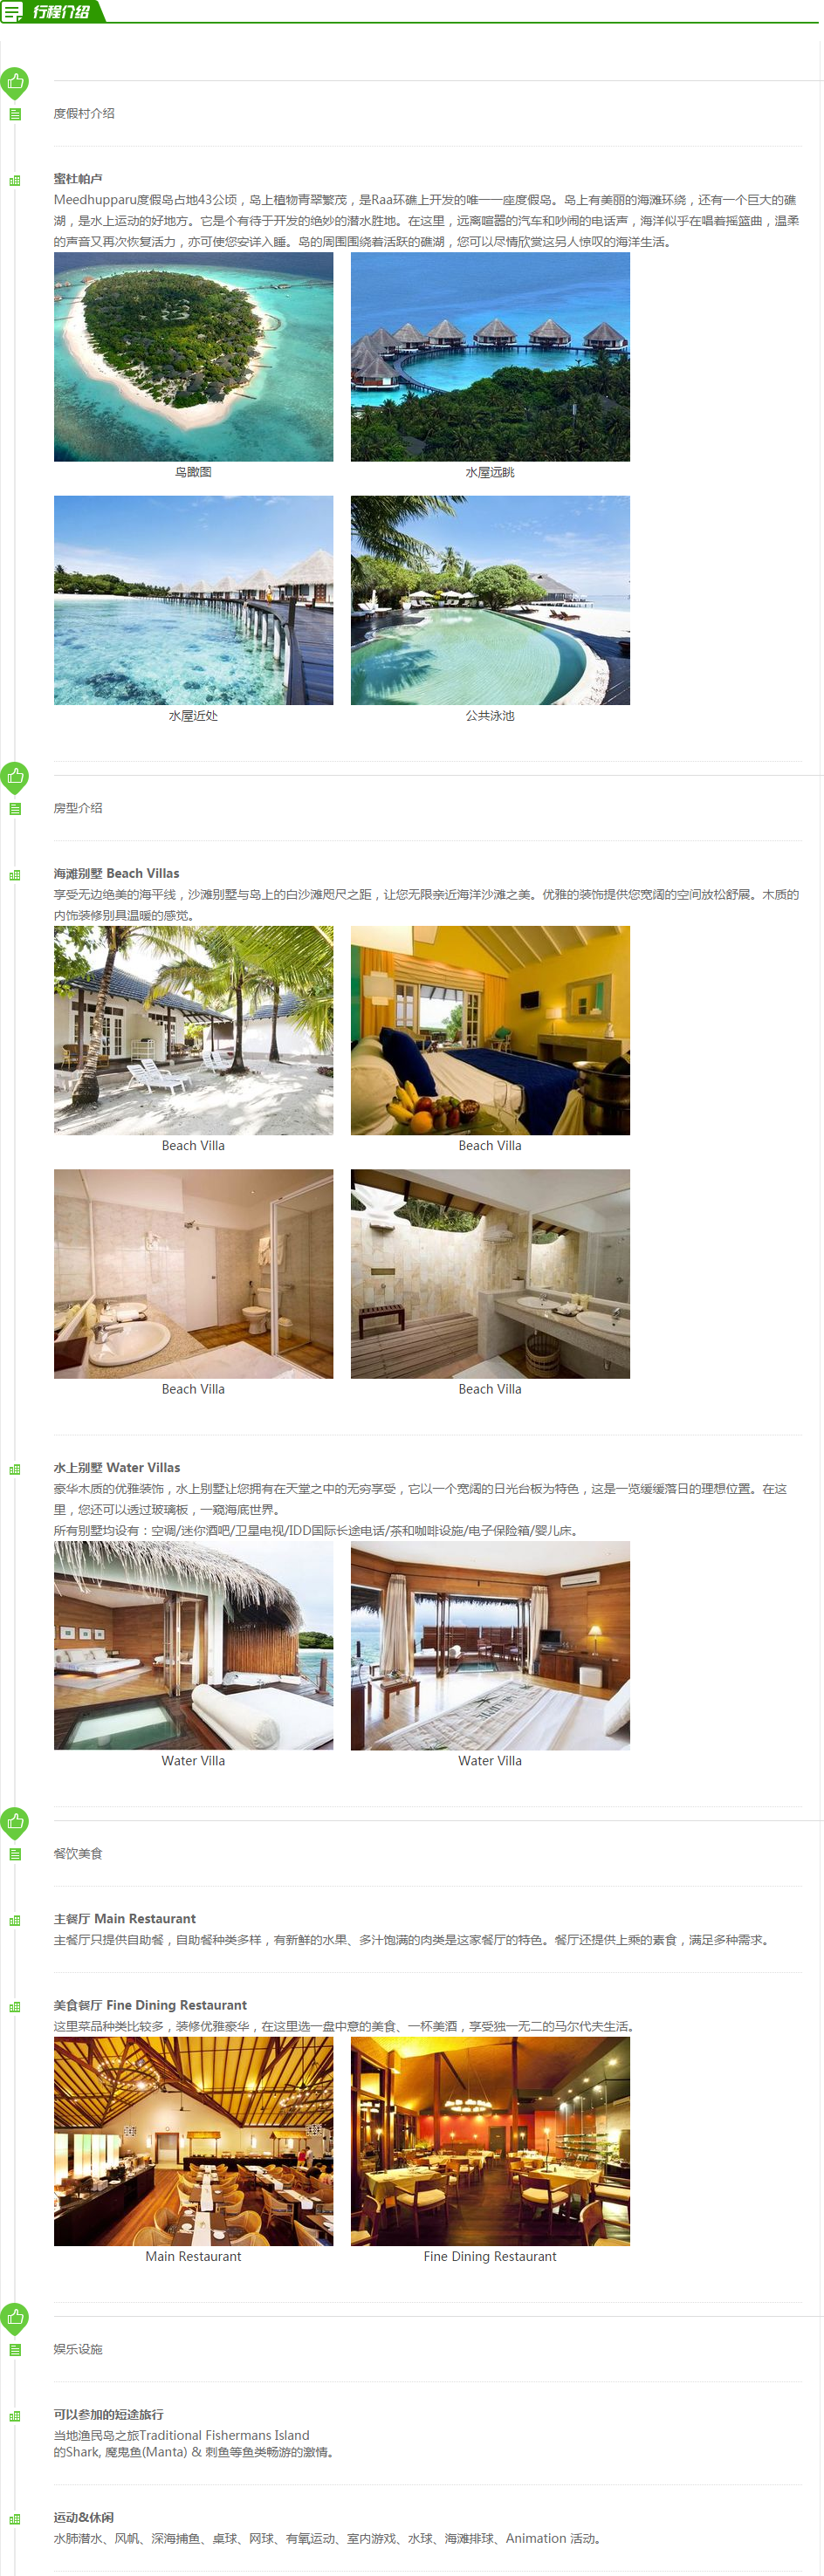 行程介绍
度假村介绍
蜜杜帕卢
Meedhupparu度假岛占地43公顷，岛上植物青翠繁茂，是Raa环礁上开发的唯一一座度假岛。岛上有美丽的海滩环绕，还有一个巨大的礁
湖，是水上运动的好地方。它是个有待于开发的绝妙的潜水胜地。在这里，远离喧嚣的汽车和吵闹的电话声，海洋似乎在唱着摇篮曲，温柔
的声音又再次恢复活力，亦可使您安详入睡。岛的周围围绕着活跃的礁湖，您可以尽情欣赏这另人惊叹的海洋生活。
鸟瞰图
水屋远眺
水屋近处
公共泳池
房型介绍
海滩别墅 Beach Villas
享受无边绝美的海平线，沙滩别墅与岛上的白沙滩咫尺之距，让您无限亲近海洋沙滩之美。优雅的装饰提供您宽阔的空间放松舒展。木质的
内饰装修别具温暖的感觉。
Beach Villa
Beach Villa
Beach Villa
Beach Villa
水上别墅 Water Villas
豪华木质的优雅装饰，水上别墅让您拥有在天堂之中的无穷享受，它以一个宽阔的日光台板为特色，这是一览缓缓落日的理想位置。在这
里，您还可以透过玻璃板，一窥海底世界。
所有别墅均设有：空调/迷你酒吧/卫星电视/IDD国际长途电话/茶和咖啡设施/电子保险箱/婴儿床。
Water Villa
Water Villa
餐饮美食
主餐厅 Main Restaurant
主餐厅只提供自助餐，自助餐种类多样，有新鲜的水果、多汁饱满的肉类是这家餐厅的特色。餐厅还提供上乘的素食，满足多种需求。
美食餐厅 Fine Dining Restaurant
这里菜品种类比较多，装修优雅豪华，在这里选一盘中意的美食、一杯美酒，享受独一无二的马尔代夫生活。
Main Restaurant
Fine Dining Restaurant
娱乐设施
可以参加的短途旅行
当地渔民岛之旅Traditional Fishermans Island
的Shark, 魔鬼鱼(Manta) & 刺鱼等鱼类畅游的激情。
运动&休闲
水肺潜水、风帆、深海捕鱼、桌球、网球、有氧运动、室内游戏、水球、海滩排球、Animation 活动。